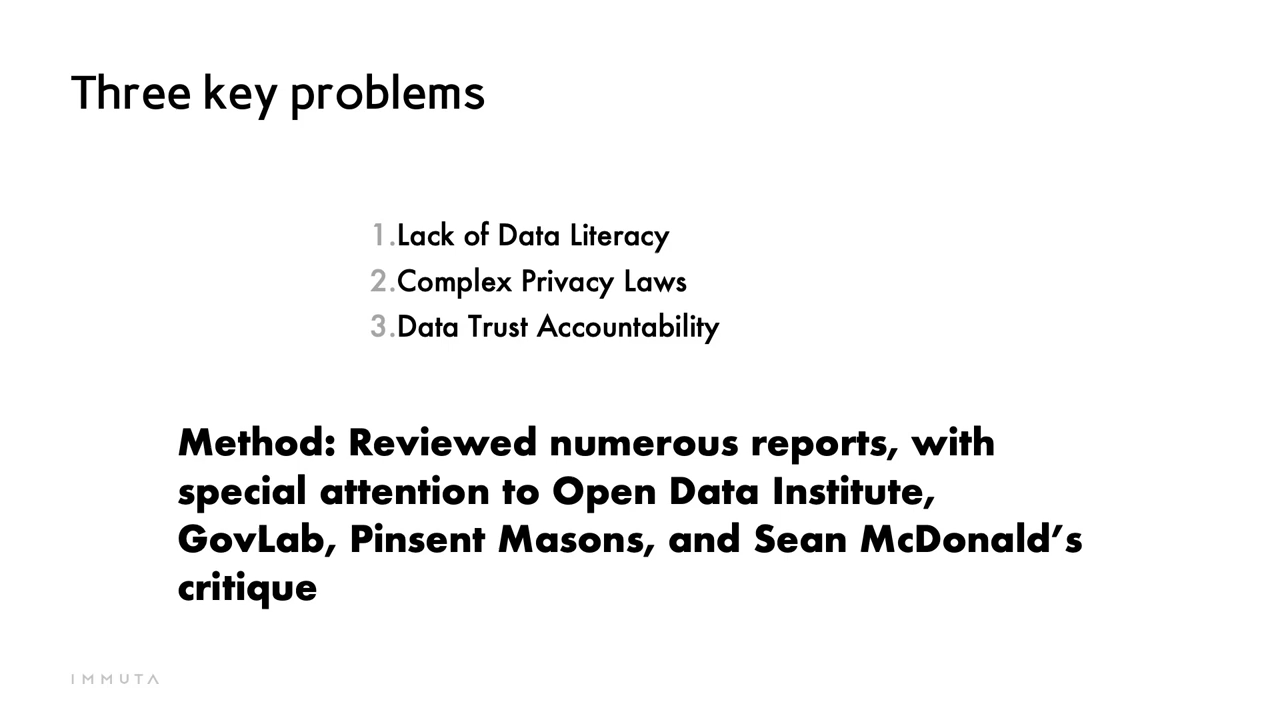 Three key problems
1.Lack of Data Literacy
2.Complex Privacy Laws
3.Data Trust Accountability
Method: Reviewed numerous reports, with
special attention to Open Data Institute,
GovLab, Pinsent Masons, and Sean McDonald’s
critique
IMMUTA